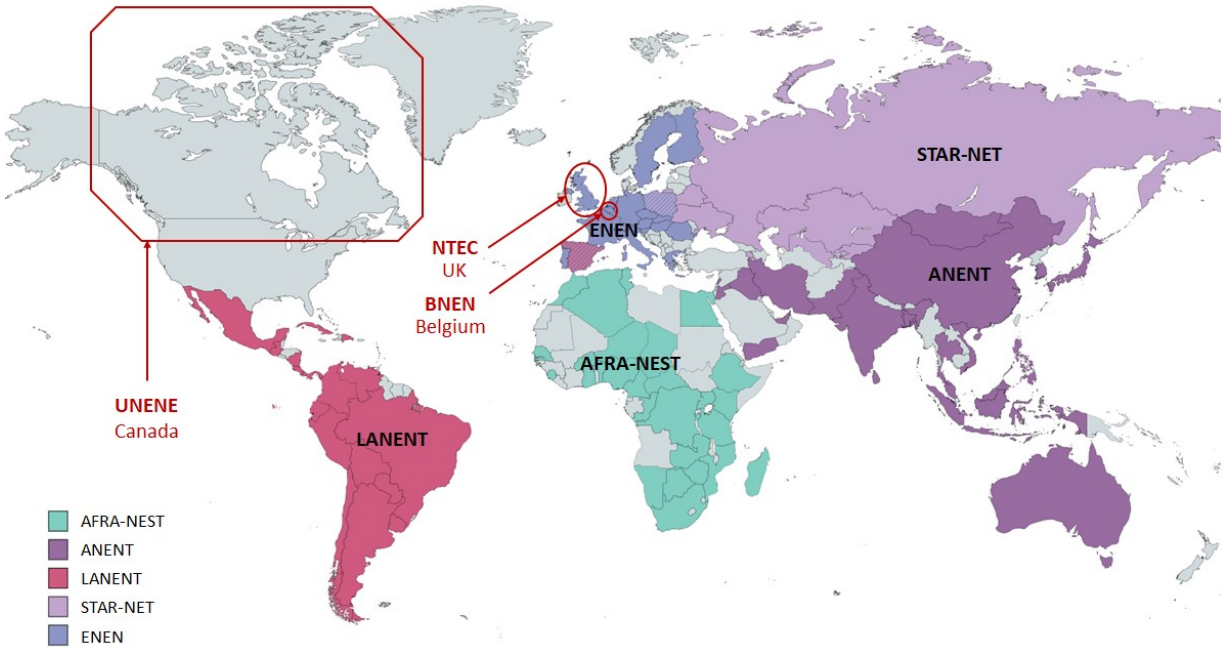 STAR-NET
ENEN
ANENT
NTEC
UK
BNEN
Belgium
AFRA-NEST
UNENE
Canada
LANENT
AFRA-NEST
ANENT
LANENT
STAR-NET
ENEN